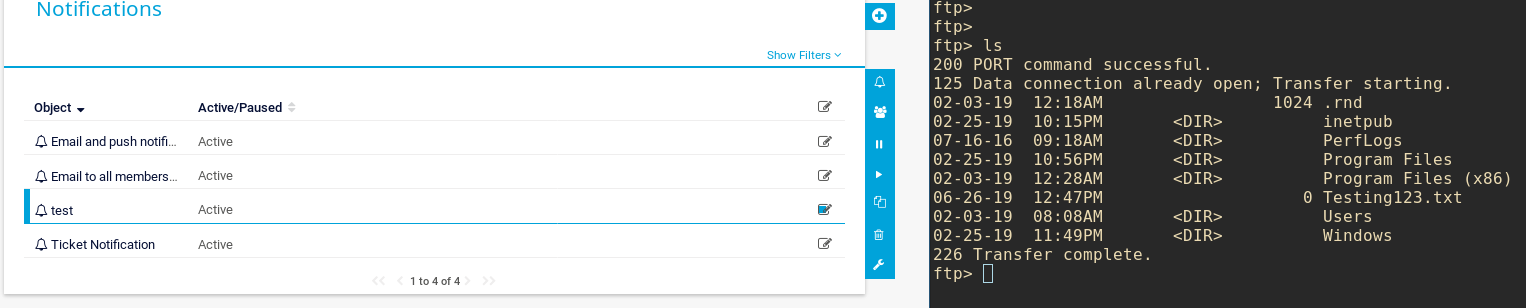 Notifications
Show Filters
Object Active/Paused
Email and push notifi... Active
Email to all members... Active
test Active
Ticket Notification Active
1 to 4 of 4
ftp>
ftp>
ftp> ls
200 PORT command successful.
125 Data connection already open; Transfer starting.
02-03-19  12:18AM                 1024 .rnd
02-25-19  10:15PM       <DIR>          inetpub
07-16-16  09:18AM       <DIR>          PerfLogs
02-25-19  10:56PM       <DIR>          Program Files
02-03-19  12:28AM       <DIR>          Program Files (x86)
06-26-19  12:47PM                    0 Testing123.txt
02-03-19  08:08AM       <DIR>          Users
02-25-19  11:49PM       <DIR>          Windows
226 Transfer complete.
ftp>